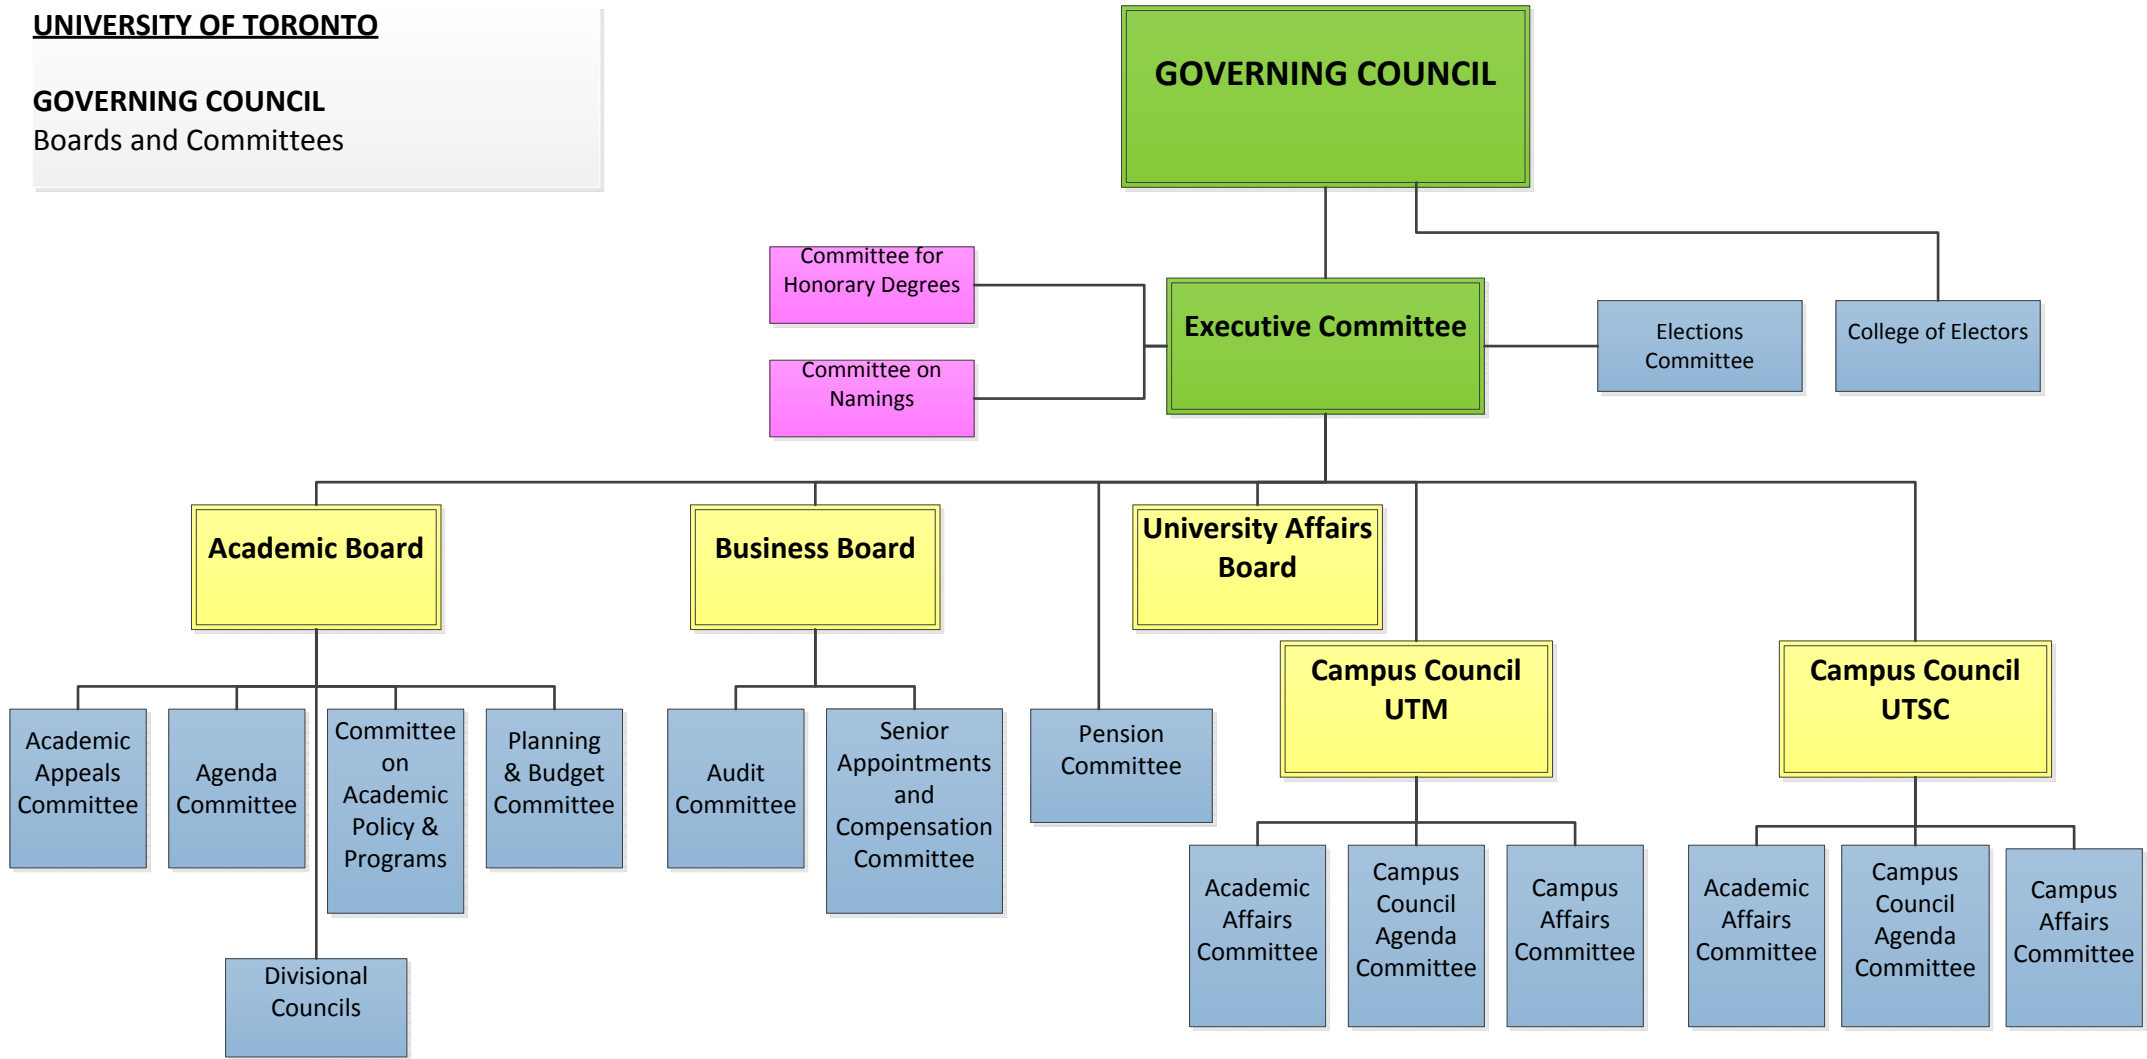 UNIVERSITY OF TORONTO
GOVERNING COUNCIL
Boards and Committees
GOVERNING COUNCIL
Committee for
Honorary Degrees
Committee on
Namings
Executive Committee
Elections
Committee
College of Electors
Academic Board
Business Board
University Affairs
Board
Campus Council
UTM
Campus Council
UTSC
Academic
Appeals
Committee
Agenda
Committee
Committee
on
Academic
Policy &
Programs
Planning
& Budget
Committee
Divisional
Councils
Audit
Committee
Senior
Appointments
and
Compensation
Committee
Pension
Committee
Academic
Affairs
Committee
Campus
Council
Agenda
Committee
Campus
Affairs
Committee
Academic
Affairs
Committee
Campus
Council
Agenda
Committee
Campus
Affairs
Committee